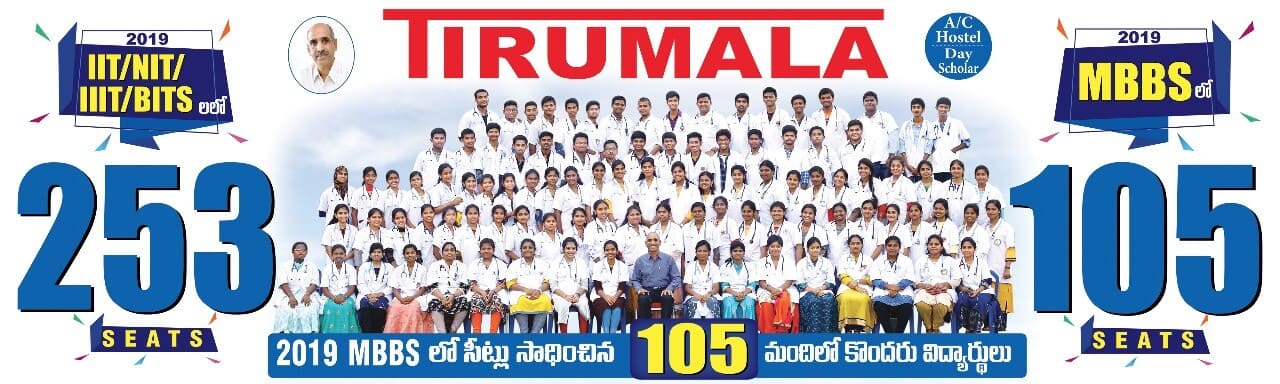 2019
IIT/NIT/
IIIT/BITS లలో
253
SEATS
TIRUMALA
A/C
Hostel
Day
Scholar
2019
MBBS లో
105
SEATS
2019 MBBS లో సీట్లు సాధించిన 105 మందిలో కొందరు విద్యార్థులు